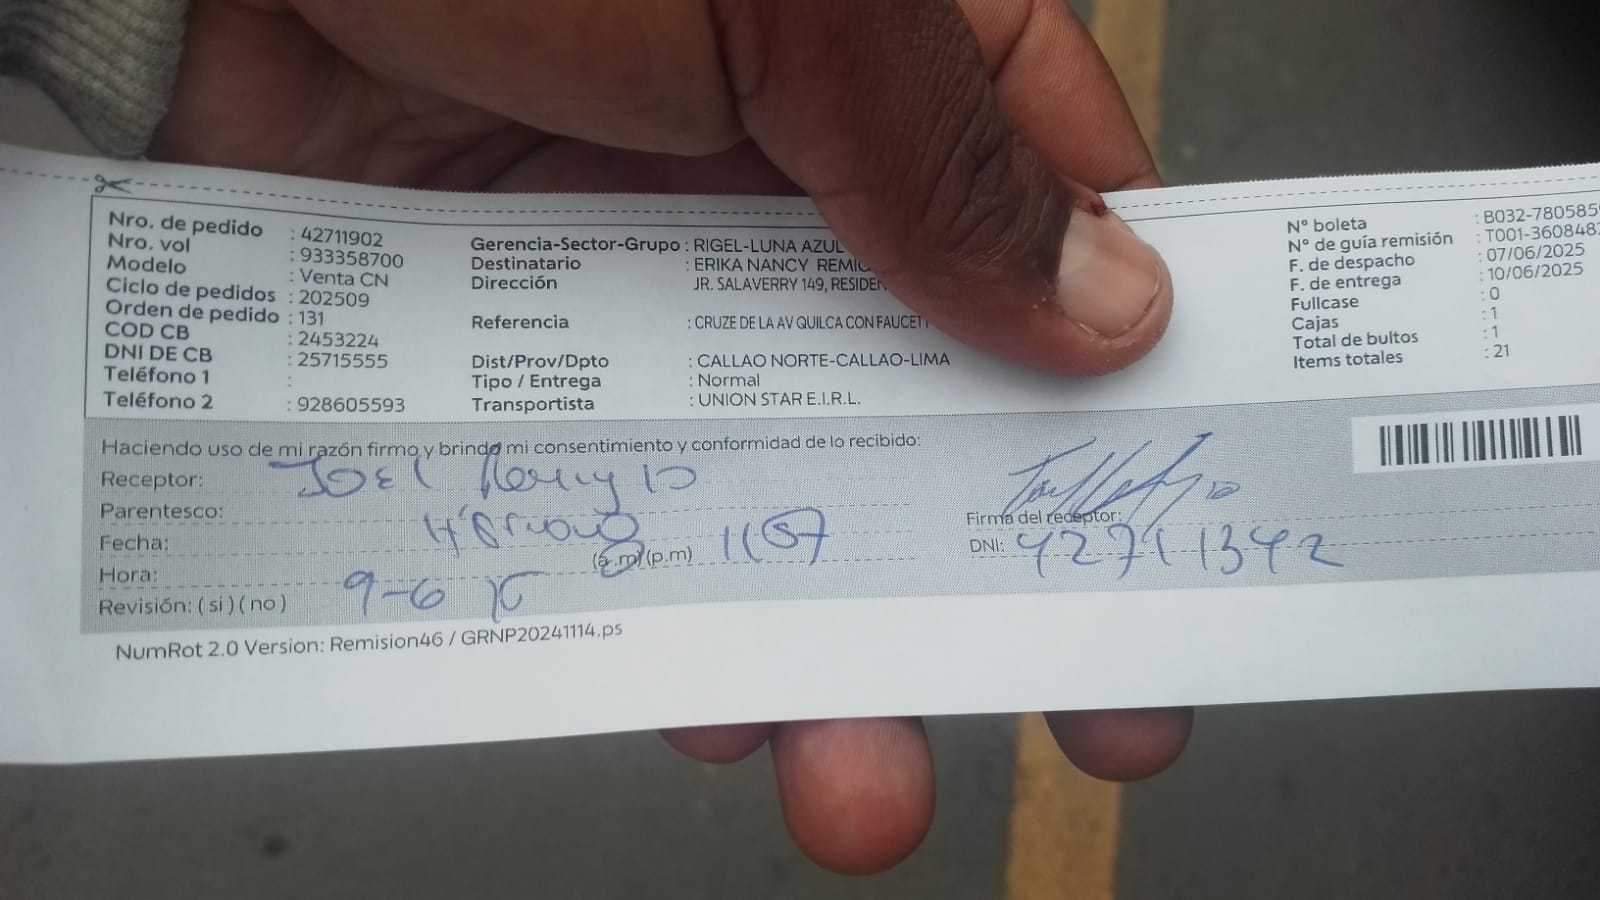 Nro. de pedido : 42711902
Nro. vol : 933358700
Modelo : Venta CN
Ciclo de pedidos : 202509
Orden de pedido : 131
COD CB : 2453224
DNI DE CB : 25715555
Teléfono 1 :
Teléfono 2 : 928605593
Gerencia-Sector-Grupo : RIGEL-LUNA AZUL
Destinatario : ERIKA NANCY
Dirección JR. SALAVERRY 149,
Referencia : CRUZE DE LA AV QUILCA CON
Dist/Prov/Dpto : CALLAO NORTE-CALLAO-LIMA
Tipo / Entrega : Normal
Transportista : UNION STAR E.I.R.L.
N° boleta : B032-780585
N° de guía remisión : T001-360848
F. de despacho : 07/06/2025
F. de entrega : 10/06/2025
Fullcase : 0
Cajas : 1
Total de bultos : 1
Items totales : 21
Haciendo uso de mi razón firmo y brindo mi consentimiento y conformidad de lo recibido:
Receptor: Joel
Parentesco:
Fecha: (a.m)(p.m) 1157
Hora:
Revisión: ( si ) ( no ) 9-6
Firma del receptor:
DNI: 42711342
NumRot 2.0 Version: Remision46 / GRNP20241114.ps